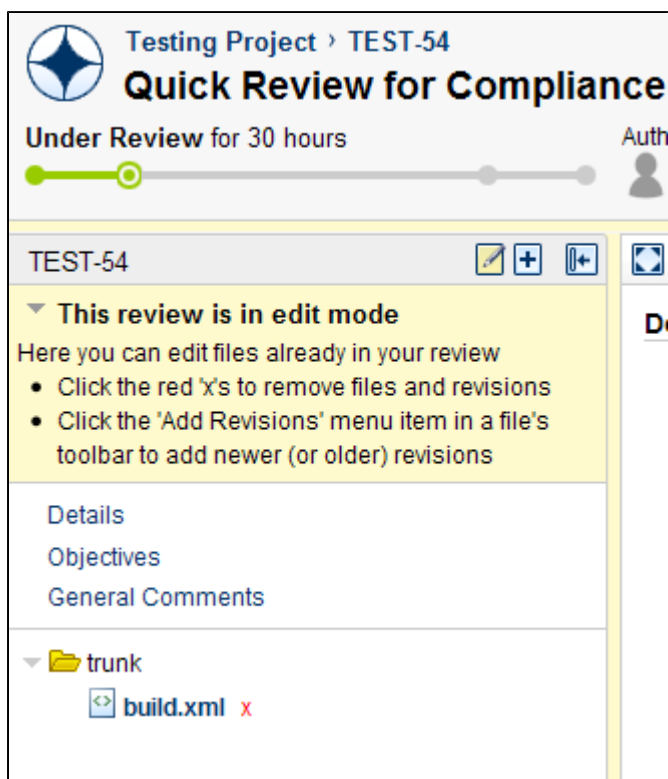 Testing Project › TEST-54
Quick Review for Compliance
Under Review for 30 hours
Auth
TEST-54
This review is in edit mode
Here you can edit files already in your review
• Click the red 'x's to remove files and revisions
• Click the 'Add Revisions' menu item in a file's
toolbar to add newer (or older) revisions
Details
Objectives
General Comments
trunk
build.xml x